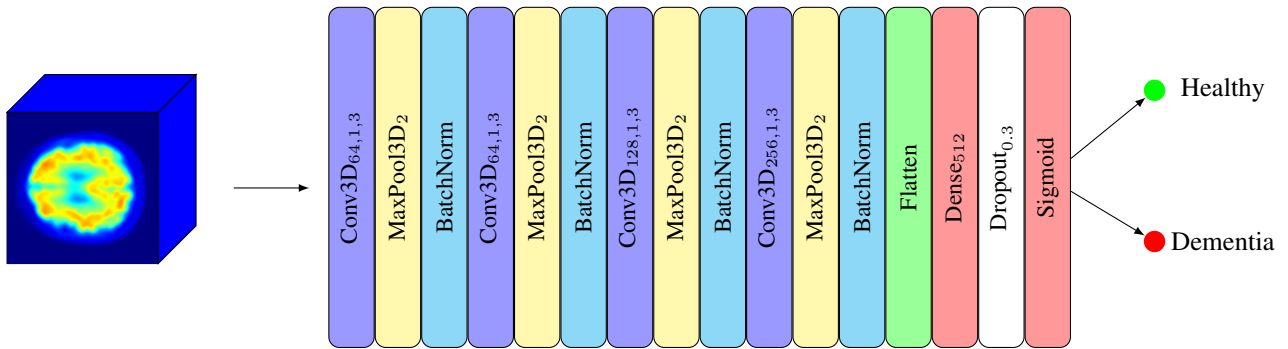 Conv3D₆₄,₁,₃
MaxPool3D₂
BatchNorm
Conv3D₆₄,₁,₃
MaxPool3D₂
BatchNorm
Conv3D₁₂₈,₁,₃
MaxPool3D₂
BatchNorm
Conv3D₂₅₆,₁,₃
MaxPool3D₂
BatchNorm
Flatten
Dense₅₁₂
Dropout₀.₃
Sigmoid
Healthy
Dementia